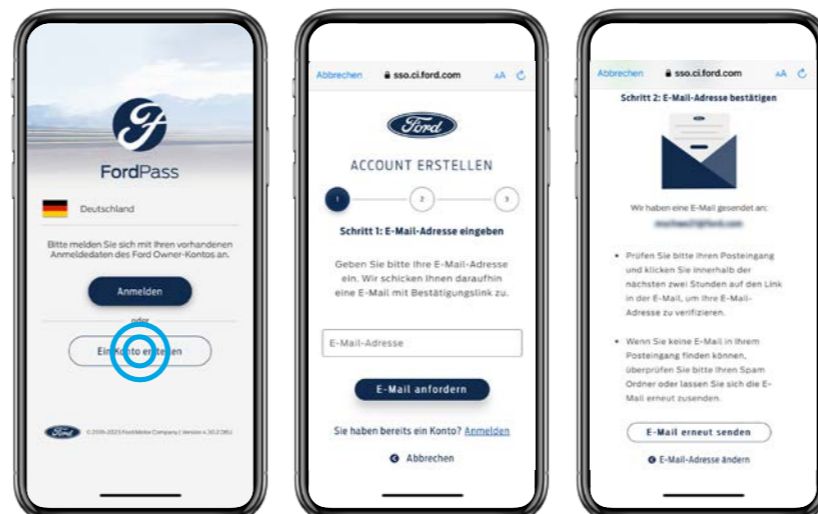 FordPass
Deutschland
Bitte melden Sie sich mit Ihren vorhandenen
Anmeldedaten des Ford Owner-Kontos an.
Anmelden
oder
Ein Konto erstellen
Ford
Abbrechen sso.ci.ford.com AA
Ford
ACCOUNT ERSTELLEN
1 2 3
Schritt 1: E-Mail-Adresse eingeben
Geben Sie bitte Ihre E-Mail-Adresse
ein. Wir schicken Ihnen daraufhin
eine E-Mail mit Bestätigungslink zu.
E-Mail-Adresse
E-Mail anfordern
Sie haben bereits ein Konto? Anmelden
Abbrechen
Abbrechen sso.ci.ford.com AA
Schritt 2: E-Mail-Adresse bestätigen
Wir haben eine E-Mail gesendet an:
• Prüfen Sie bitte Ihren Posteingang
und klicken Sie innerhalb der
nächsten zwei Stunden auf den Link
in der E-Mail, um Ihre E-Mail-
Adresse zu verifizieren.
• Wenn Sie keine E-Mail in Ihrem
Posteingang finden können,
überprüfen Sie bitte Ihren Spam
Ordner oder lassen Sie sich die E-
Mail erneut zusenden.
E-Mail erneut senden
E-Mail-Adresse ändern